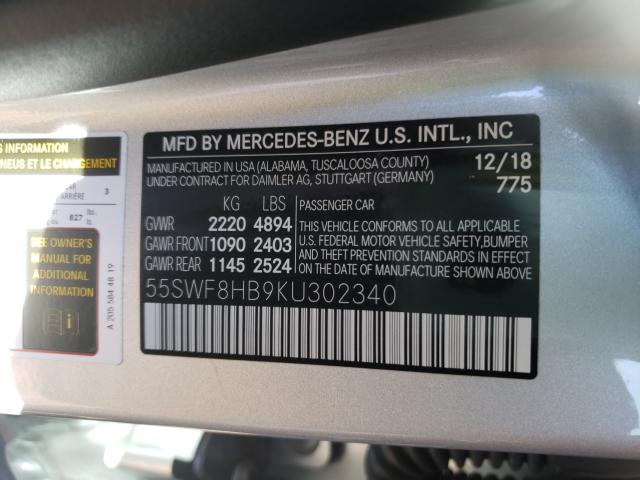 S INFORMATION
PNEUS ET LE CHARGEMENT
ARRIÈRE 3
827 lbs.
SEE OWNER'S
MANUAL FOR
ADDITIONAL
INFORMATION
A 205 584 48 19
MFD BY MERCEDES-BENZ U.S. INTL., INC
MANUFACTURED IN USA (ALABAMA, TUSCALOOSA COUNTY) 12/18
UNDER CONTRACT FOR DAIMLER AG, STUTTGART (GERMANY) 775
KG LBS PASSENGER CAR
GVWR 2220 4894
GAWR FRONT 1090 2403
GAWR REAR 1145 2524
THIS VEHICLE CONFORMS TO ALL APPLICABLE
U.S. FEDERAL MOTOR VEHICLE SAFETY,BUMPER
AND THEFT PREVENTION STANDARDS IN EFFECT
ON THE DATE OF MANUFACTURE SHOWN ABOVE.
55SWF8HB9KU302340